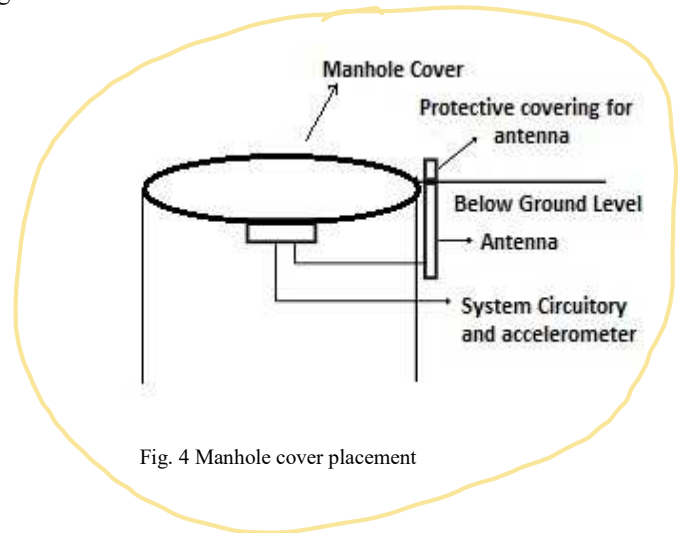 Manhole Cover
Protective covering for
antenna
Below Ground Level
Antenna
System Circuitory
and accelerometer
Fig. 4 Manhole cover placement